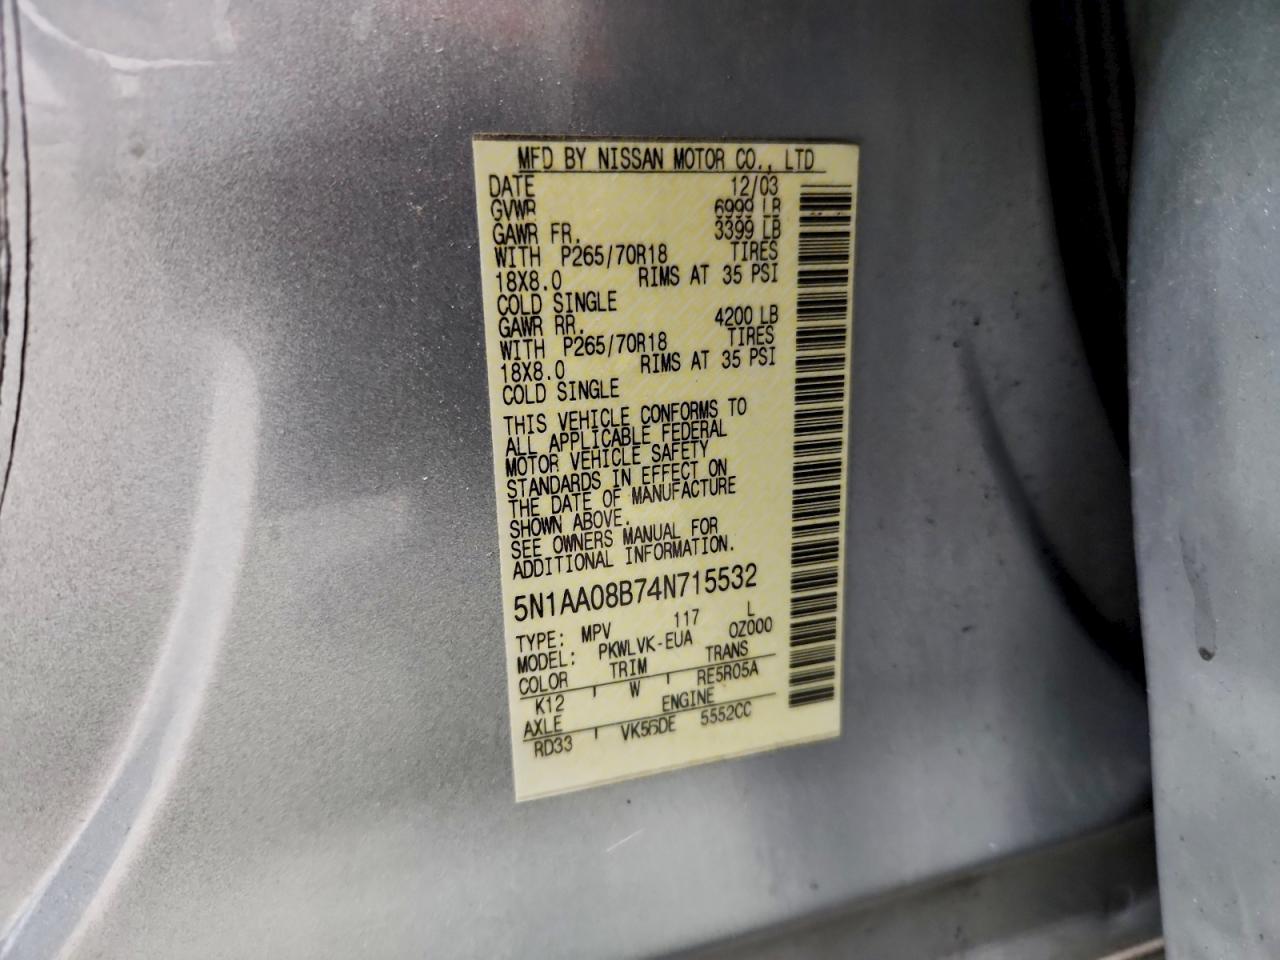 MFD BY NISSAN MOTOR CO., LTD
DATE 12/03
GVWR 6999 LB
GAWR FR. 3399 LB
WITH P265/70R18 TIRES
18X8.0 RIMS AT 35 PSI
COLD SINGLE
GAWR RR. 4200 LB
WITH P265/70R18 TIRES
18X8.0 RIMS AT 35 PSI
COLD SINGLE
THIS VEHICLE CONFORMS TO
ALL APPLICABLE FEDERAL
MOTOR VEHICLE SAFETY
STANDARDS IN EFFECT ON
THE DATE OF MANUFACTURE
SHOWN ABOVE.
SEE OWNERS MANUAL FOR
ADDITIONAL INFORMATION.
5N1AA08B74N715532
TYPE: MPV 117 L
MODEL: PKWLVK-EUA 0Z000
COLOR TRIM TRANS
K12 W RE5R05A
AXLE ENGINE
RD33 VK56DE 5552CC